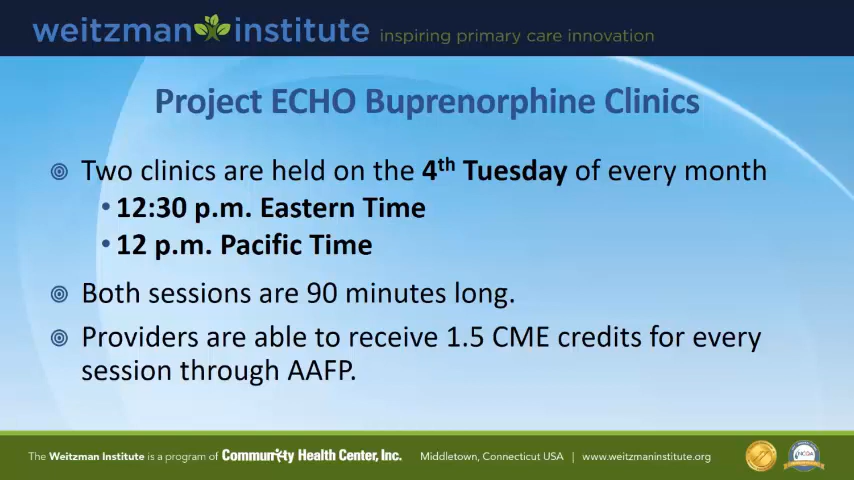 weitzman institute inspiring primary care innovation
Project ECHO Buprenorphine Clinics
Two clinics are held on the 4th Tuesday of every month
• 12:30 p.m. Eastern Time
• 12 p.m. Pacific Time
Both sessions are 90 minutes long.
Providers are able to receive 1.5 CME credits for every
session through AAFP.
The Weitzman Institute is a program of Community Health Center, Inc. Middletown, Connecticut USA | www.weitzmaninstitute.org
NCQA